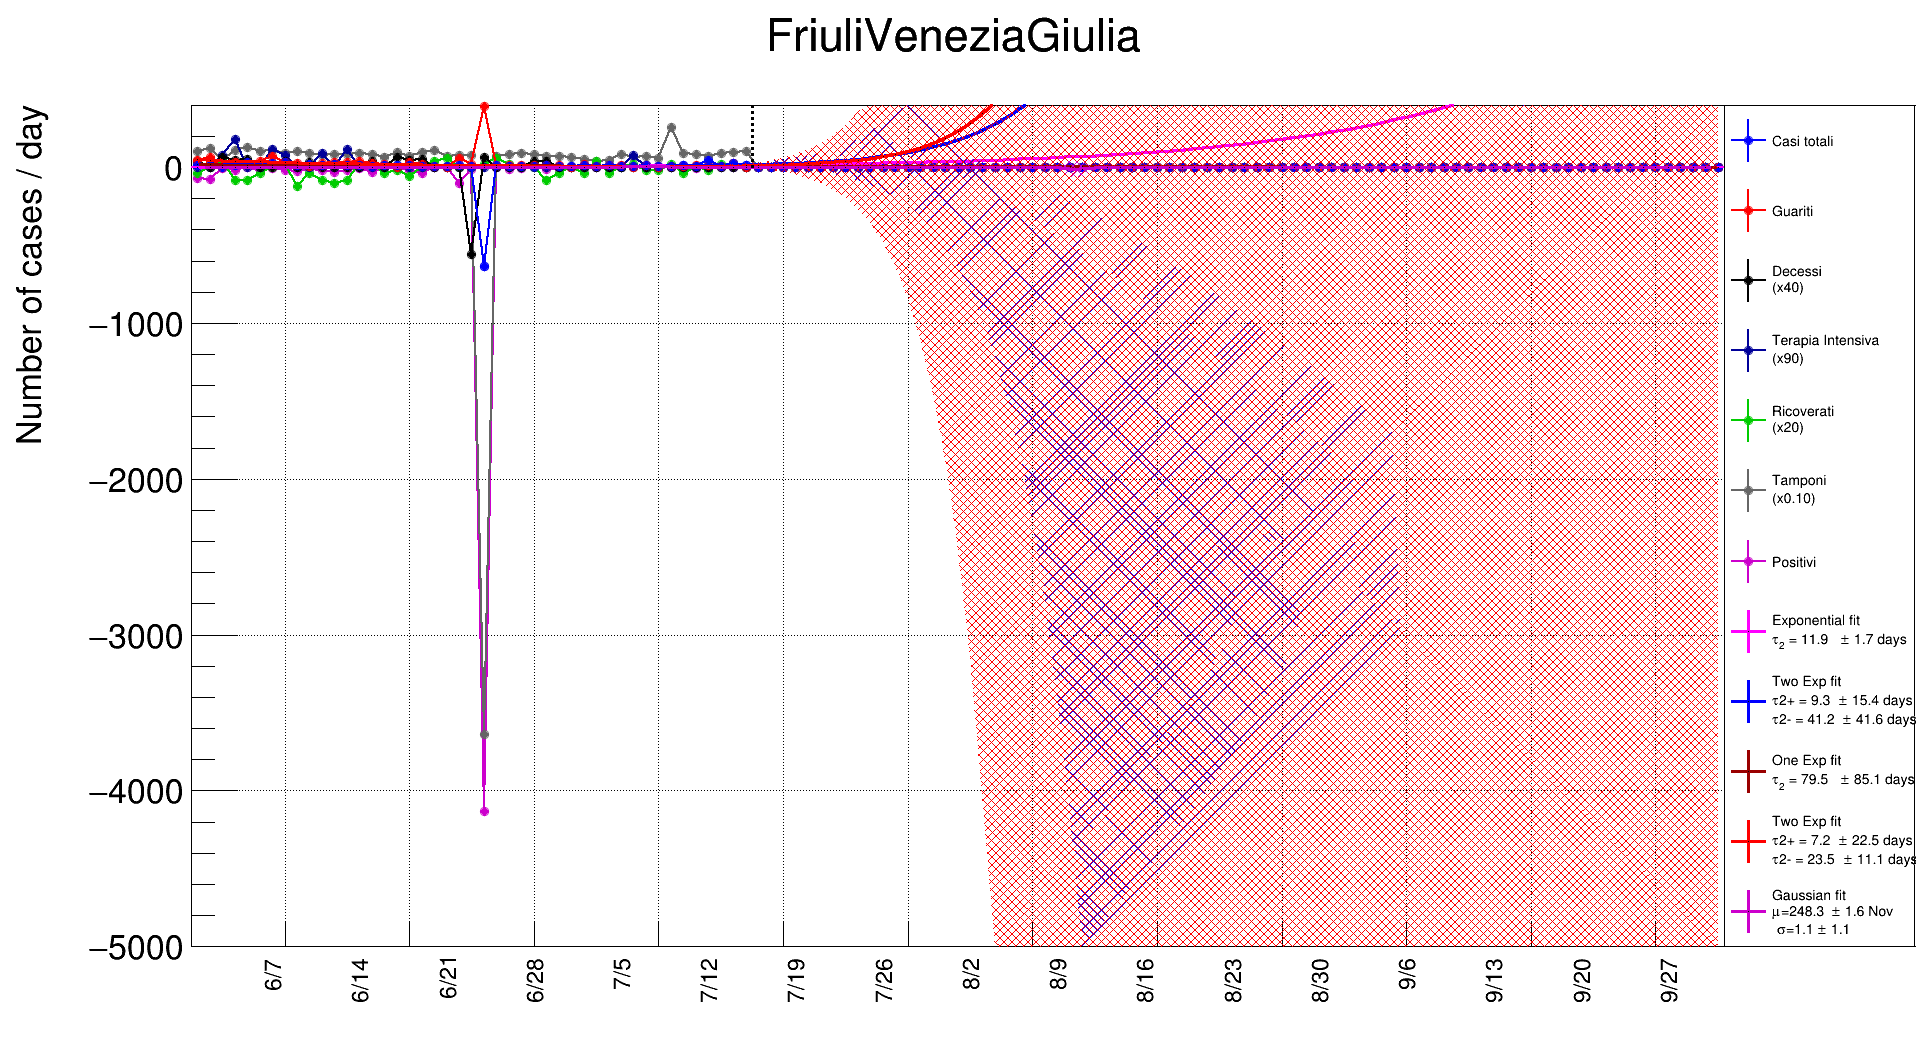 FriuliVeneziaGiulia
Number of cases / day
0
−1000
−2000
−3000
−4000
−5000
6/7
6/14
6/21
6/28
7/5
7/12
7/19
7/26
8/2
8/9
8/16
8/23
8/30
9/6
9/13
9/20
9/27
Casi totali
Guariti
Decessi
(x40)
Terapia Intensiva
(x90)
Ricoverati
(x20)
Tamponi
(x0.10)
Positivi
Exponential fit
τ2 = 11.9 ± 1.7 days
Two Exp fit
τ2+ = 9.3 ± 15.4 days
τ2- = 41.2 ± 41.6 days
One Exp fit
τ2 = 79.5 ± 85.1 days
Two Exp fit
τ2+ = 7.2 ± 22.5 days
τ2- = 23.5 ± 11.1 days
Gaussian fit
μ=248.3 ± 1.6 Nov
σ=1.1 ± 1.1